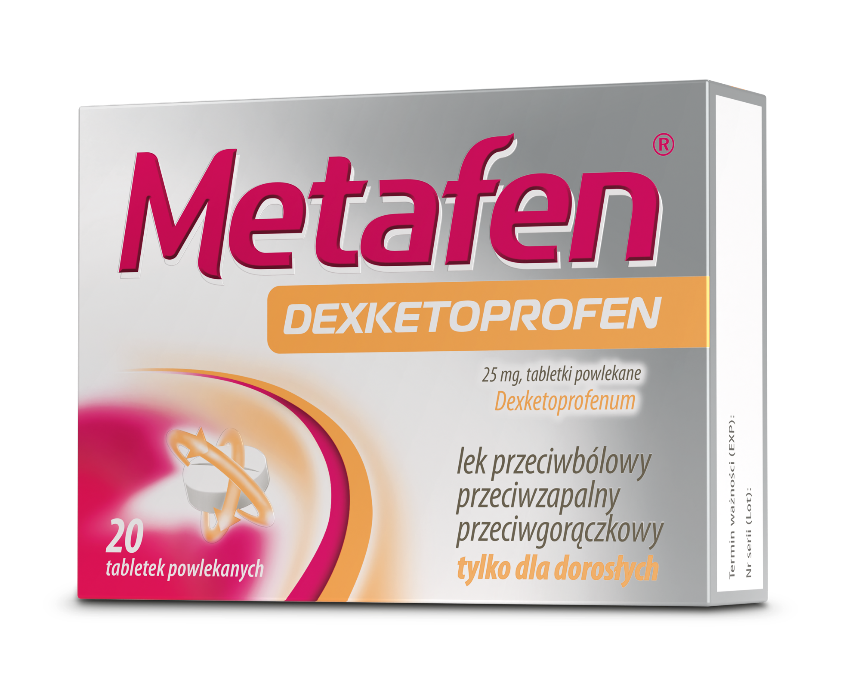 Metafen®
DEXKETOPROFEN
25 mg, tabletki powlekane
Dexketoprofenum
lek przeciwbólowy
przeciwzapalny
przeciwgorączkowy
tylko dla dorosłych
20
tabletek powlekanych
Termin ważności (EXP):
Nr serii (Lot):